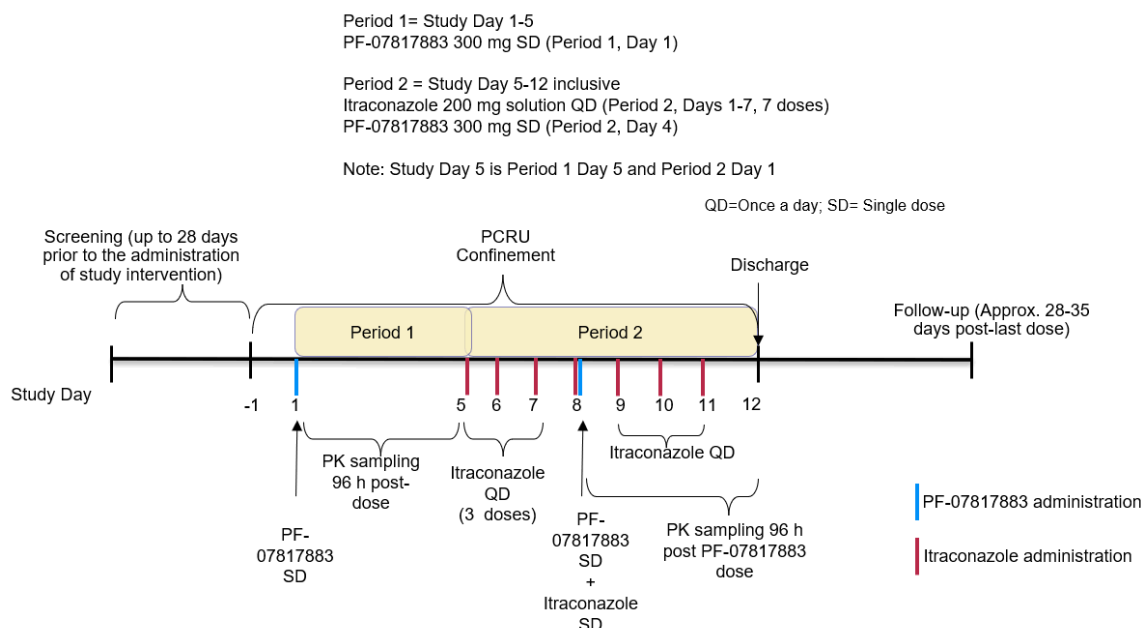 Period 1= Study Day 1-5
PF-07817883 300 mg SD (Period 1, Day 1)
Period 2 = Study Day 5-12 inclusive
Itraconazole 200 mg solution QD (Period 2, Days 1-7, 7 doses)
PF-07817883 300 mg SD (Period 2, Day 4)
Note: Study Day 5 is Period 1 Day 5 and Period 2 Day 1
QD=Once a day; SD= Single dose
Screening (up to 28 days
prior to the administration
of study intervention)
PCRU
Confinement
Discharge
Follow-up (Approx. 28-35
days post-last dose)
Period 1
Period 2
Study Day
-1
1
5
6
7
8
9
10
11
12
PK sampling
96 h post-
dose
Itraconazole
QD
(3 doses)
Itraconazole QD
PF-
07817883
SD
PF-
07817883
SD
+
Itraconazole
SD
PK sampling 96 h
post PF-07817883
dose
PF-07817883 administration
Itraconazole administration